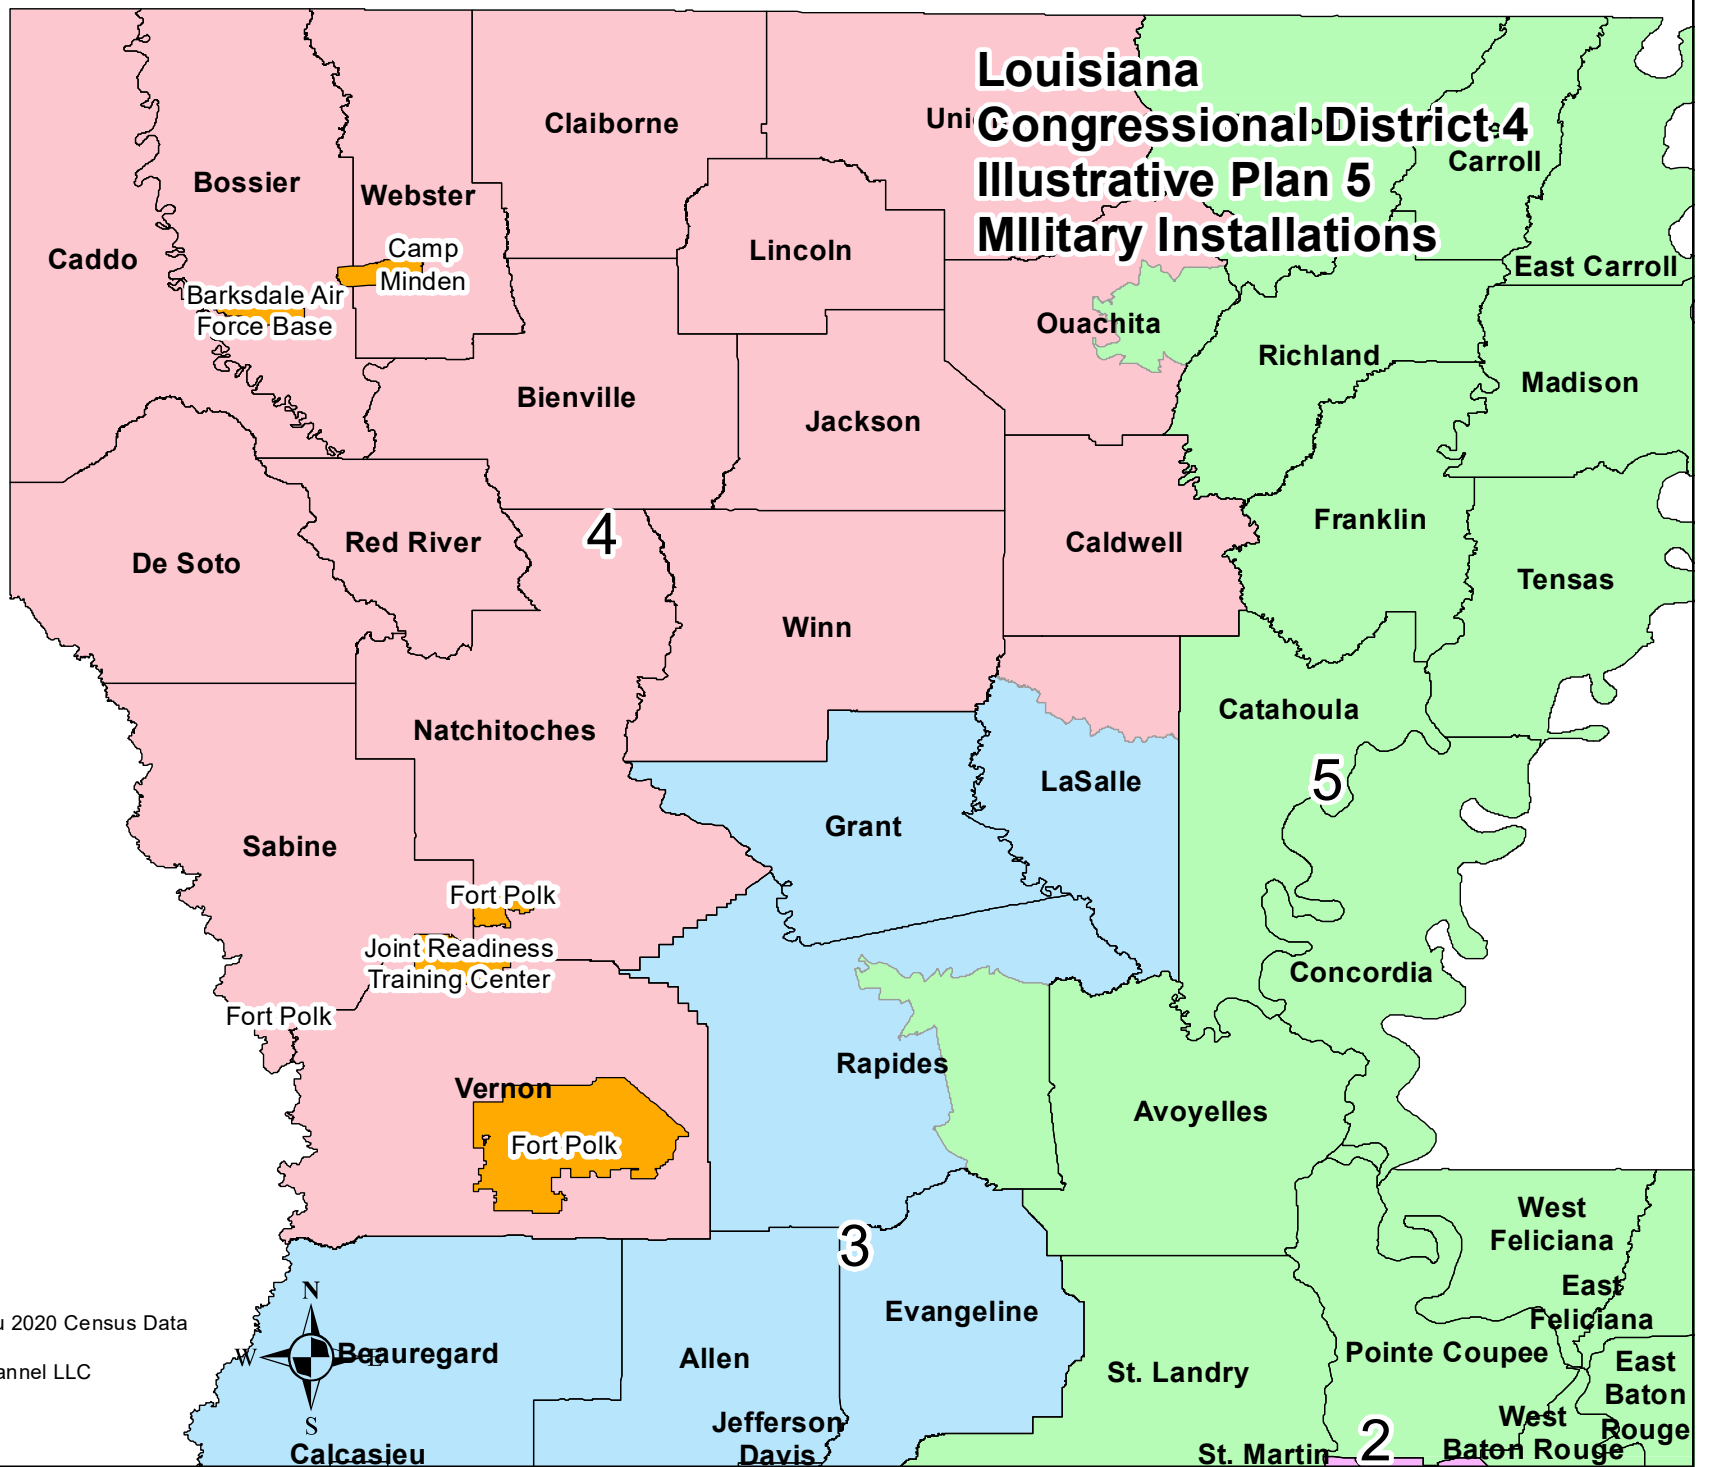 Louisiana
Congressional District 4
Illustrative Plan 5
MIlitary Installations
Claiborne
Bossier
Webster
Caddo
Carroll
Lincoln
East Carroll
Camp
Minden
Barksdale Air
Force Base
Ouachita
Richland
Madison
Bienville
Jackson
Franklin
4
Red River
De Soto
Caldwell
Tensas
Winn
Natchitoches
Catahoula
LaSalle
5
Grant
Sabine
Fort Polk
Joint Readiness
Training Center
Concordia
Fort Polk
Rapides
Vernon
Avoyelles
Fort Polk
West
Feliciana
3
East
Feliciana
Evangeline
N
W
E
S
2020 Census Data
Beauregard
Allen
Pointe Coupee
St. Landry
LLC
East
Baton
Rouge
Jefferson
Davis
West
Baton Rouge
2
Calcasieu
St. Martin